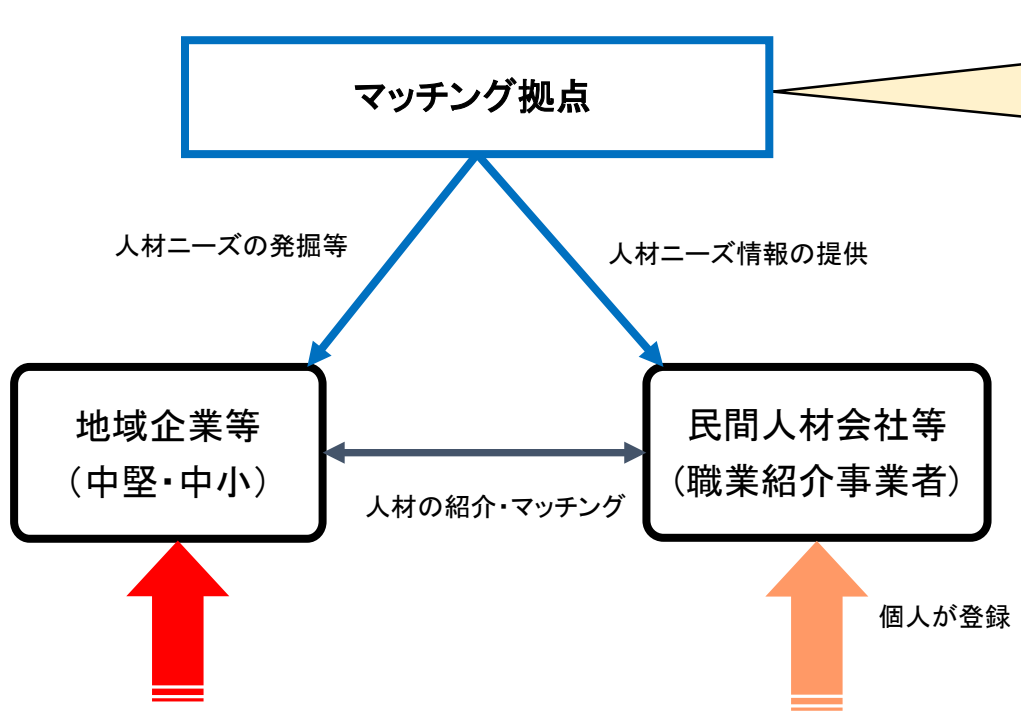 マッチング拠点
人材ニーズの発掘等
人材ニーズ情報の提供
地域企業等
（中堅・中小）
民間人材会社等
（職業紹介事業者）
人材の紹介・マッチング
個人が登録